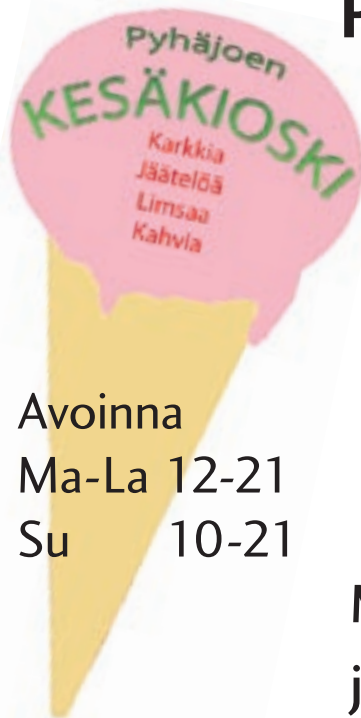 Pyhäjoen
KESÄKIOSKI
Karkkia
Jäätelöä
Limsaa
Kahvia
Avoinna
Ma-La 12-21
Su 10-21